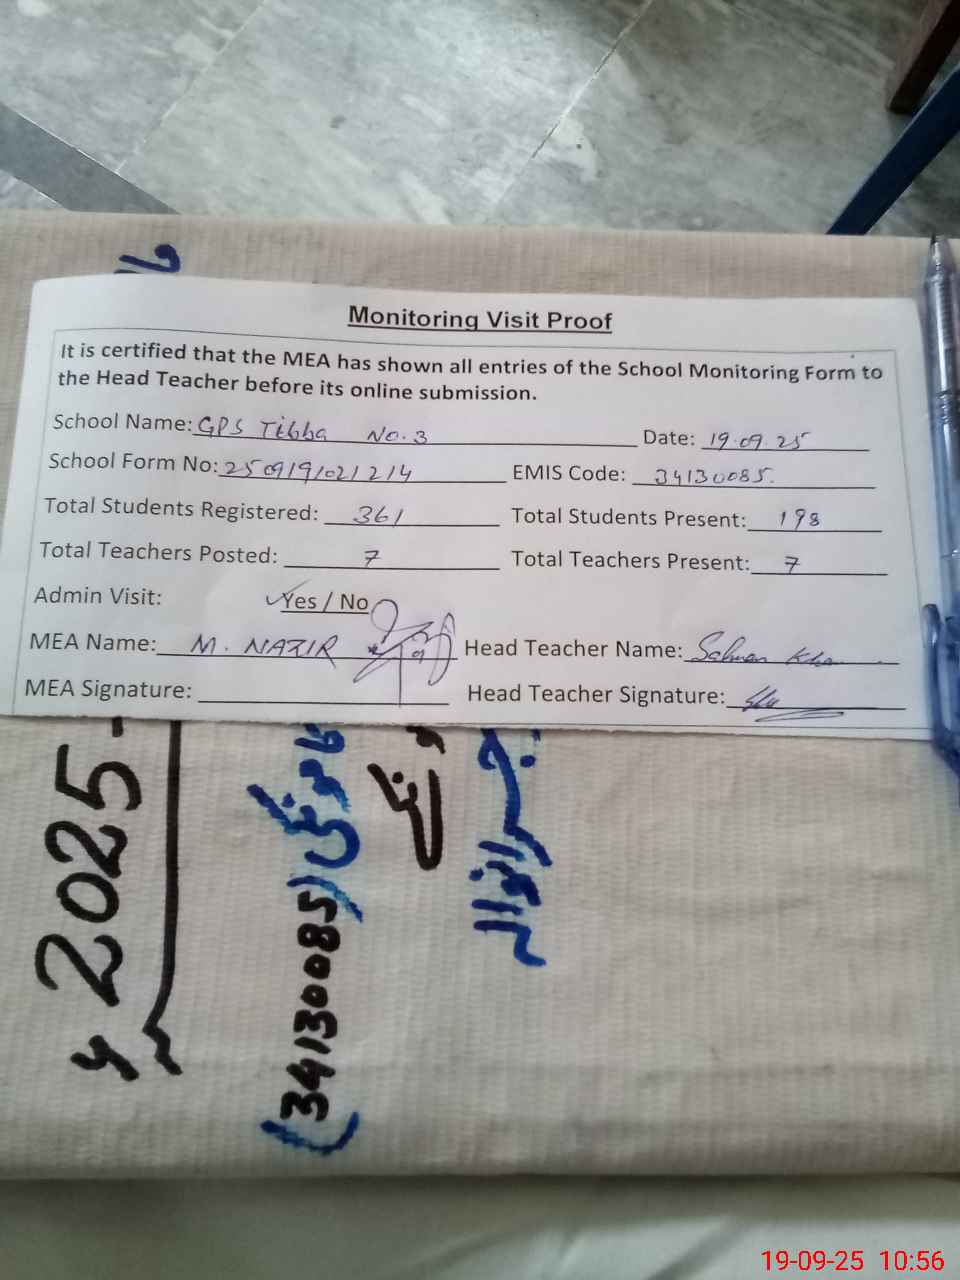 Monitoring Visit Proof
It is certified that the MEA has shown all entries of the School Monitoring Form to
the Head Teacher before its online submission.
School Name: GPS Tibba No.3 Date: 19.09.25
School Form No: 250919/021214 EMIS Code: 34130085.
Total Students Registered: 361 Total Students Present: 198
Total Teachers Posted: 7 Total Teachers Present: 7
Admin Visit: ✓Yes / No
MEA Name: M. NAZIR Head Teacher Name: Salman Khan
MEA Signature: Head Teacher Signature:
2025
(34130085)
19-09-25 10:56